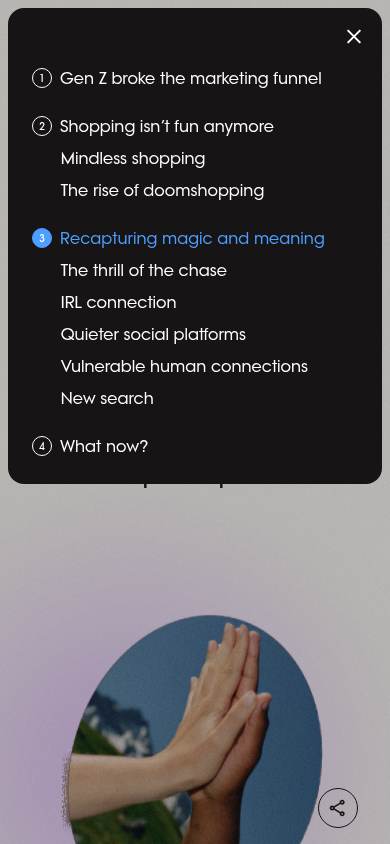 1 Gen Z broke the marketing funnel
2 Shopping isn't fun anymore
Mindless shopping
The rise of doomshopping
3 Recapturing magic and meaning
The thrill of the chase
IRL connection
Quieter social platforms
Vulnerable human connections
New search
4 What now?